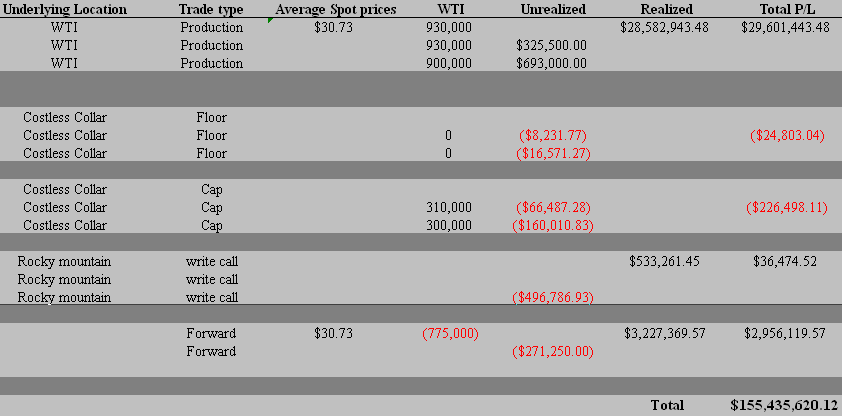 Underlying Location Trade type Average Spot prices WTI Unrealized Realized Total P/L
WTI Production $30.73 930,000 $28,582,943.48 $29,601,443.48
WTI Production 930,000 $325,500.00
WTI Production 900,000 $693,000.00
Costless Collar Floor
Costless Collar Floor 0 ($8,231.77) ($24,803.04)
Costless Collar Floor 0 ($16,571.27)
Costless Collar Cap
Costless Collar Cap 310,000 ($66,487.28) ($226,498.11)
Costless Collar Cap 300,000 ($160,010.83)
Rocky mountain write call $533,261.45 $36,474.52
Rocky mountain write call
Rocky mountain write call ($496,786.93)
Forward $30.73 (775,000) $3,227,369.57 $2,956,119.57
Forward ($271,250.00)
Total $155,435,620.12